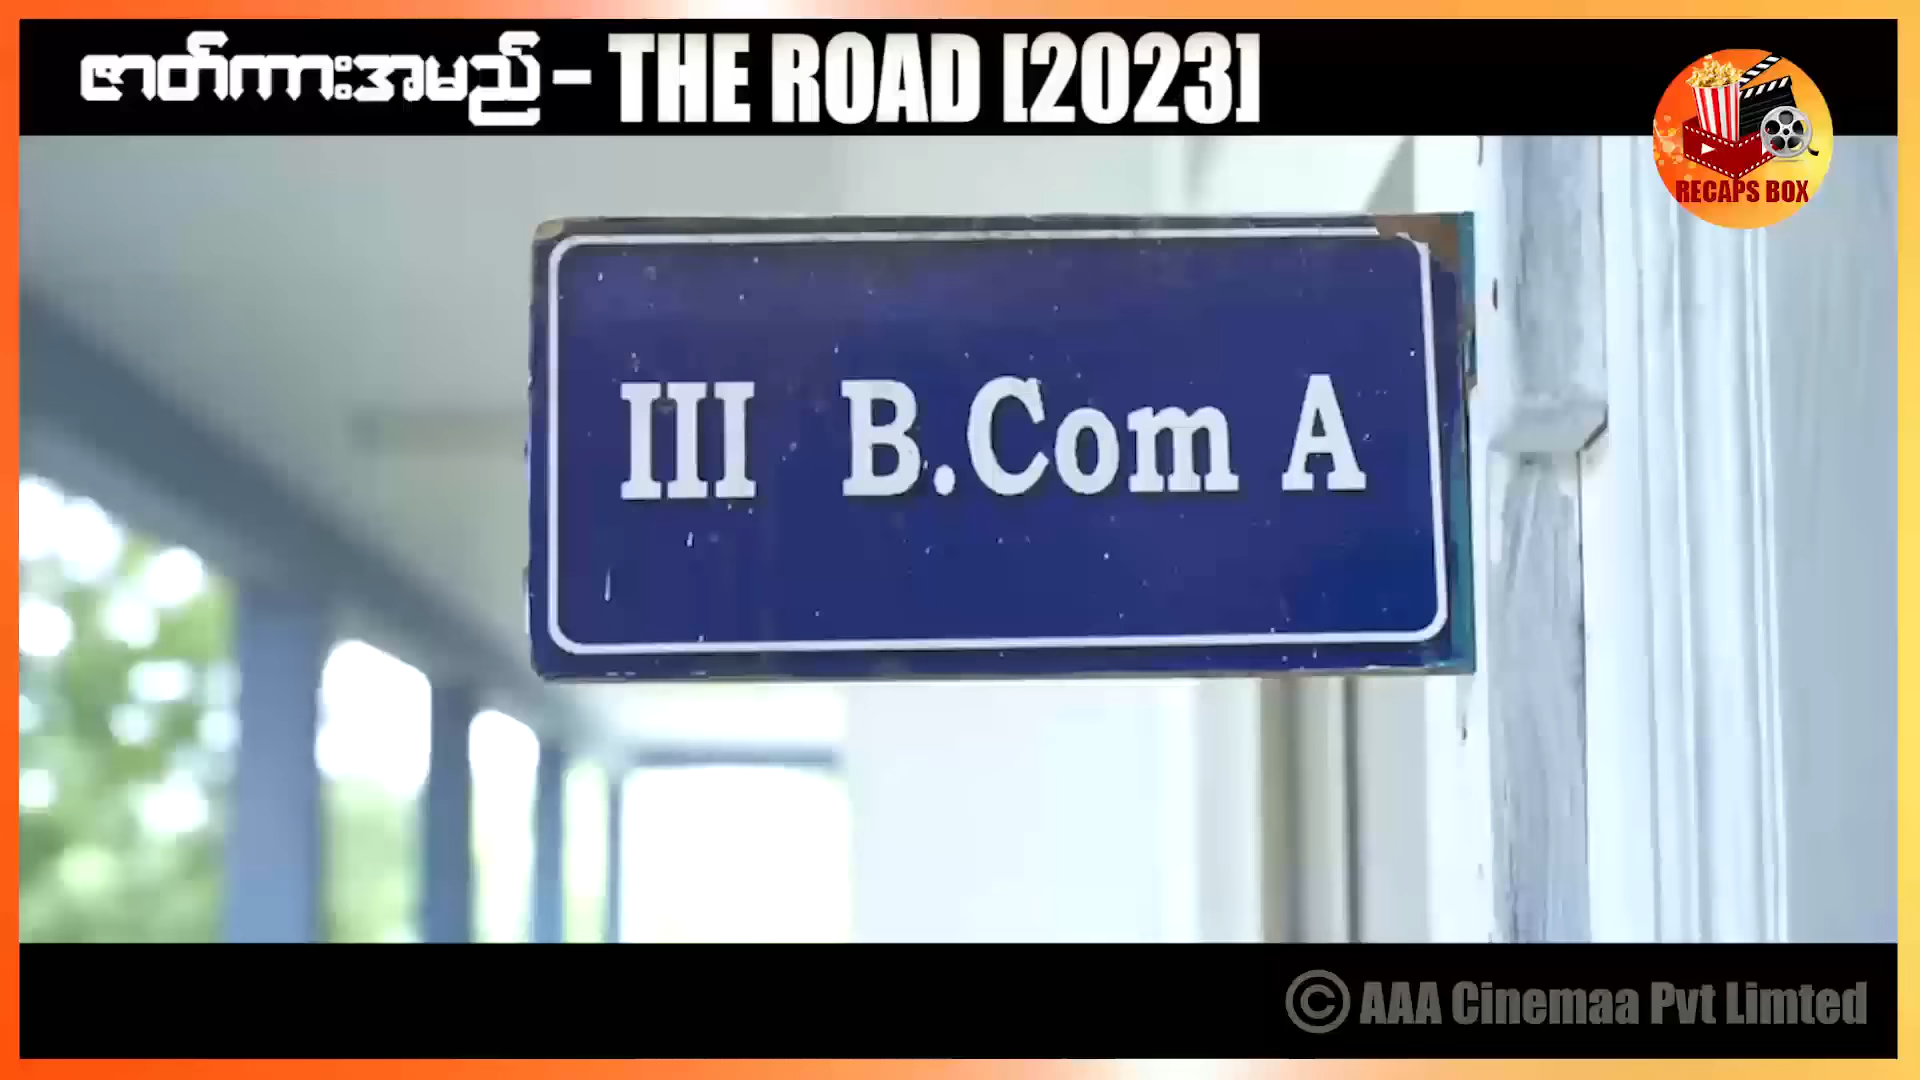 ဇာတ်ကားအမည် – THE ROAD [2023]
RECAPS BOX
III B.Com A
© AAA Cinemaa Pvt Limted